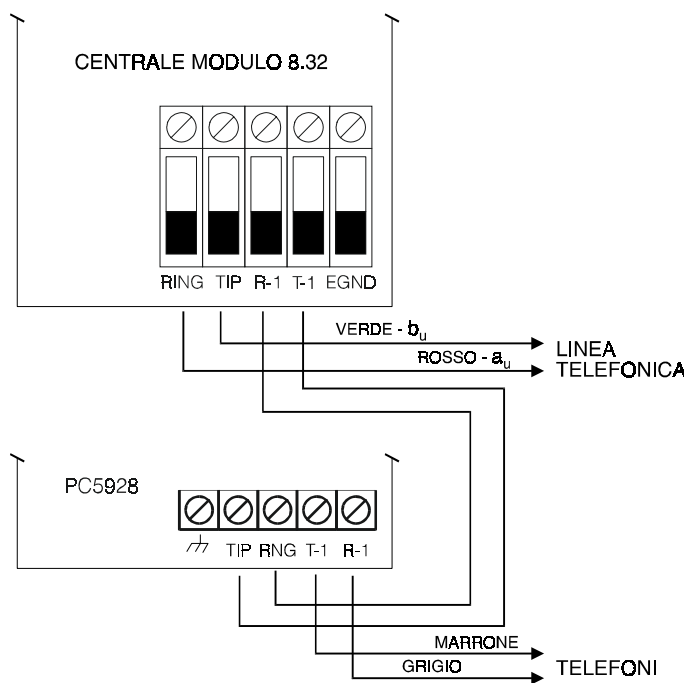 CENTRALE MODULO 8.32
RING TIP R-1 T-1 EGND
VERDE - bu
ROSSO - au
LINEA
TELEFONICA
PC5928
TIP RNG T-1 R-1
MARRONE
GRIGIO
TELEFONI